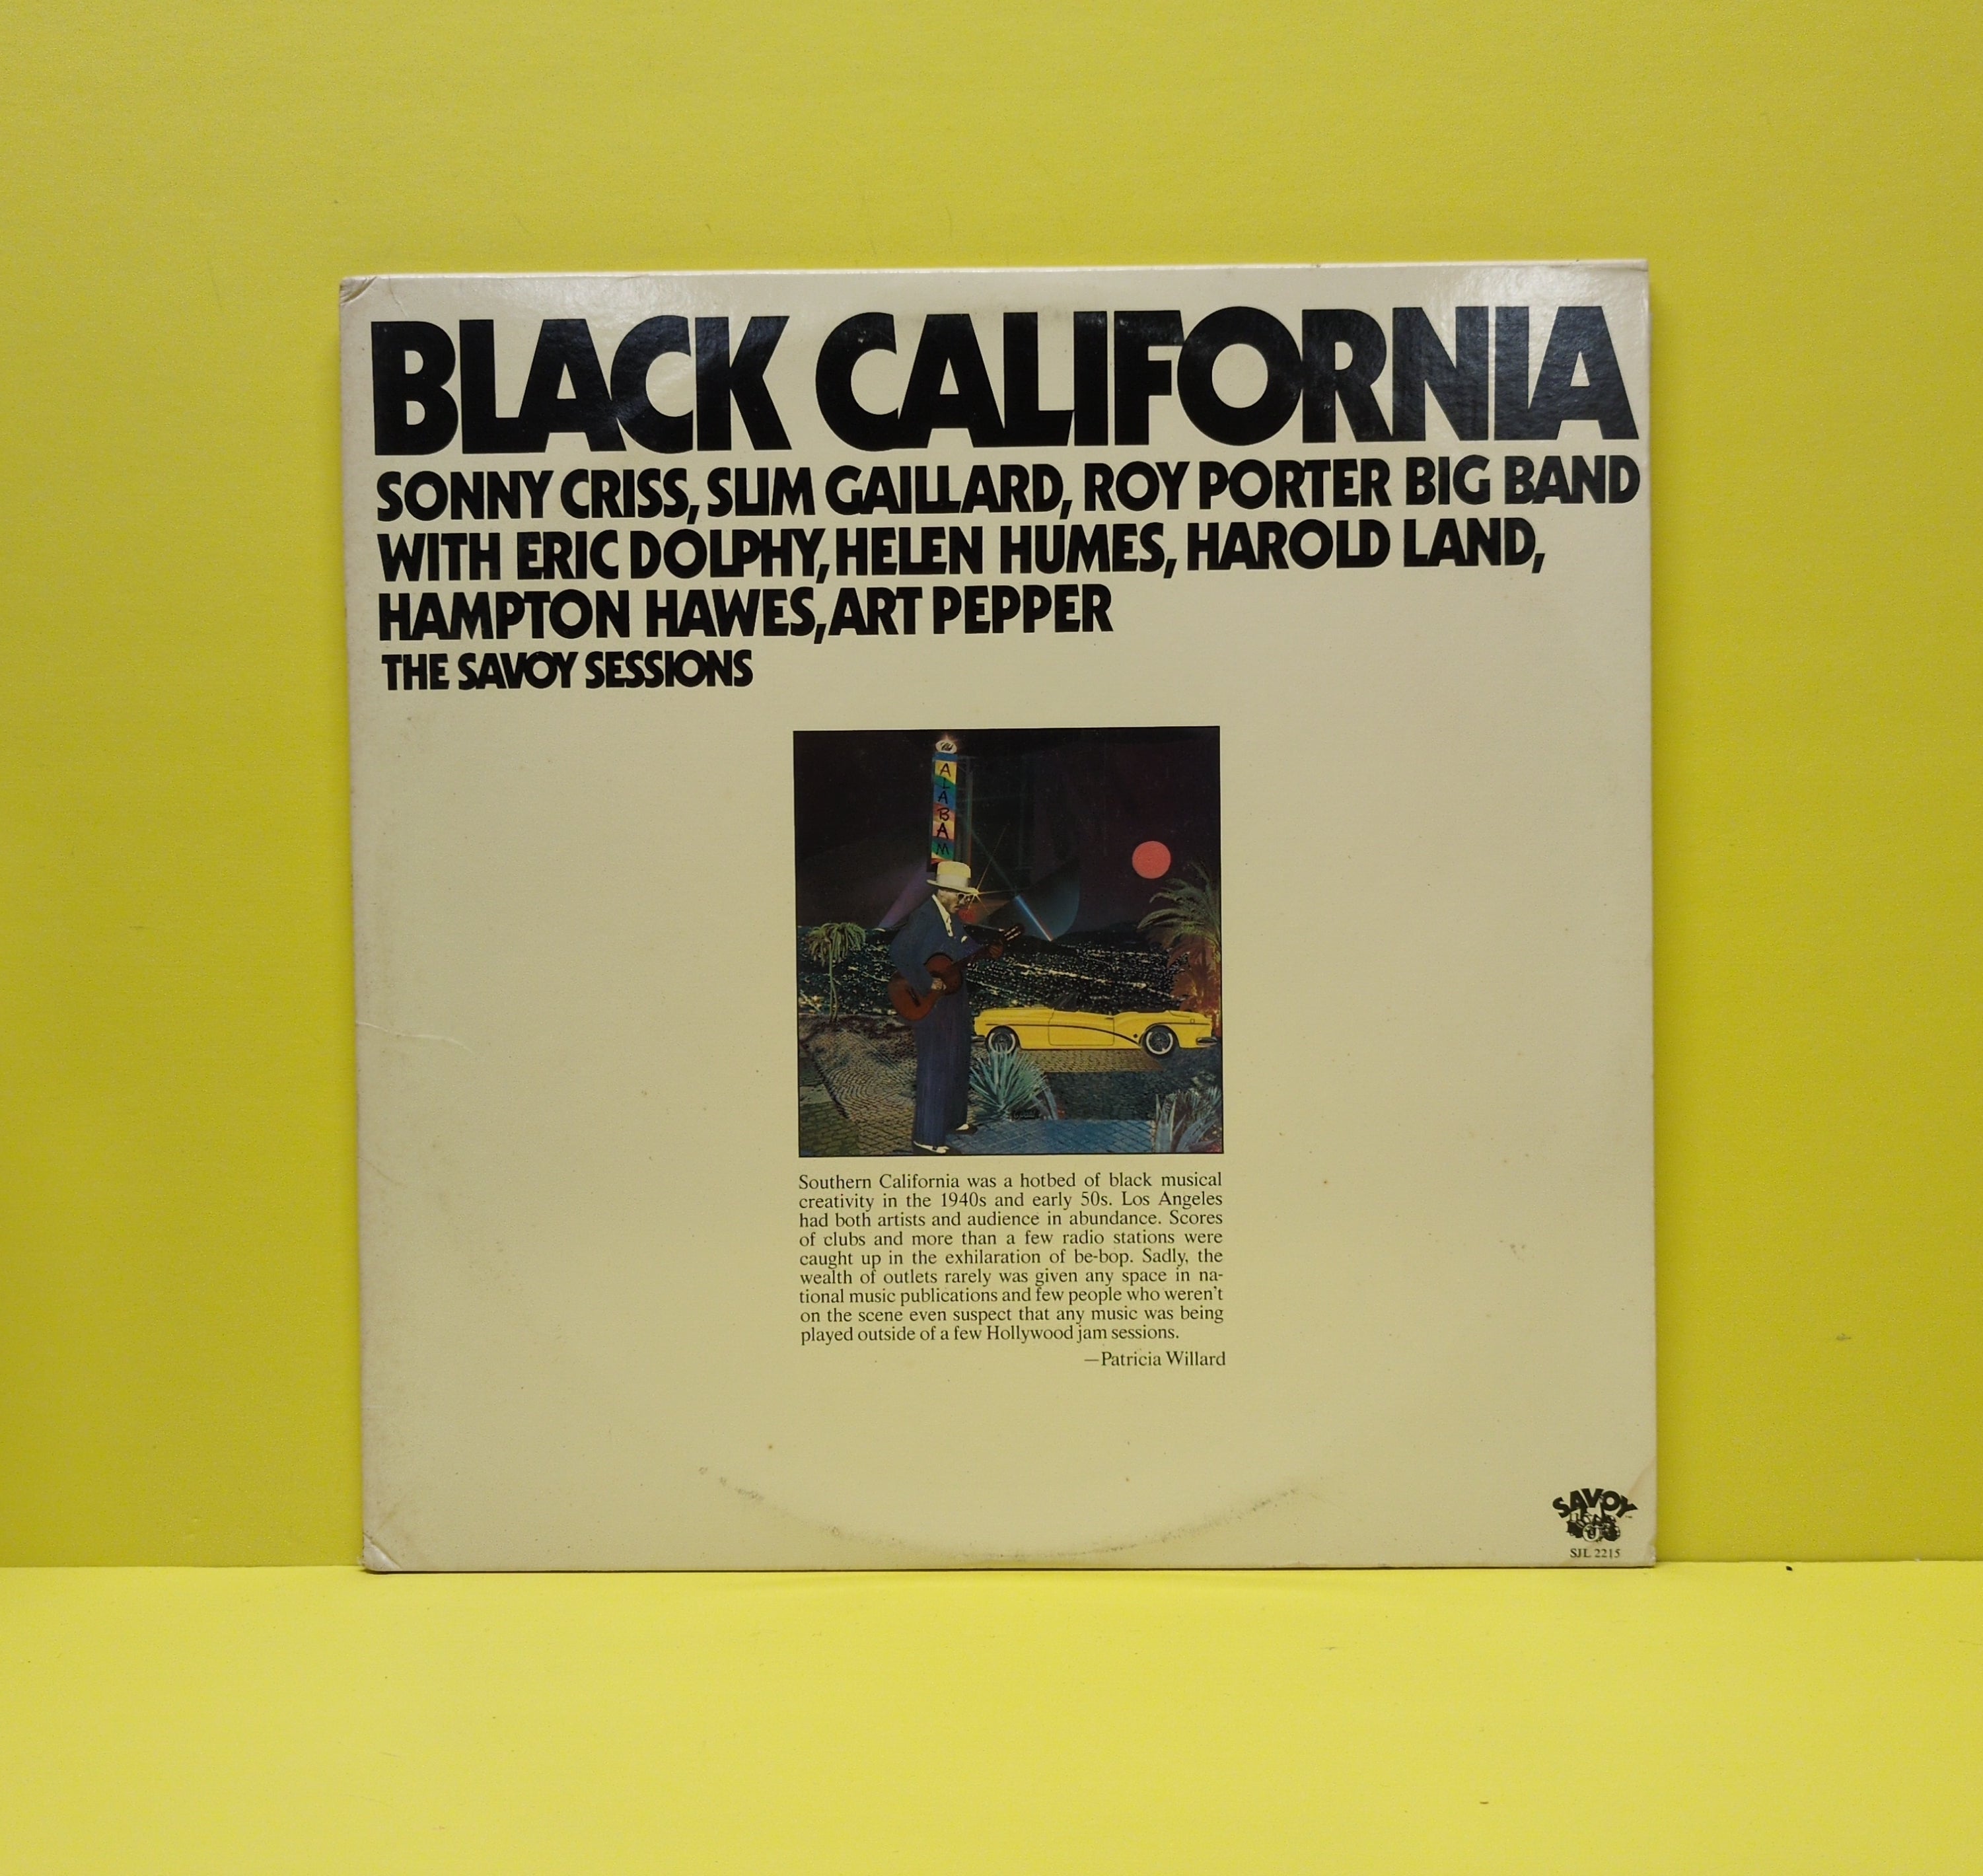 BLACK CALIFORNIA
SONNY CRISS, SLIM GAILLARD, ROY PORTER BIG BAND
WITH ERIC DOLPHY, HELEN HUMES, HAROLD LAND,
HAMPTON HAWES, ART PEPPER
THE SAVOY SESSIONS
ALABAM
Southern California was a hotbed of black musical
creativity in the 1940s and early 50s. Los Angeles
had both artists and audience in abundance. Scores
of clubs and more than a few radio stations were
caught up in the exhilaration of be-bop. Sadly, the
wealth of outlets rarely was given any space in na-
tional music publications and few people who weren't
on the scene even suspect that any music was being
played outside of a few Hollywood jam sessions.
—Patricia Willard
SAVOY
SJL 2215